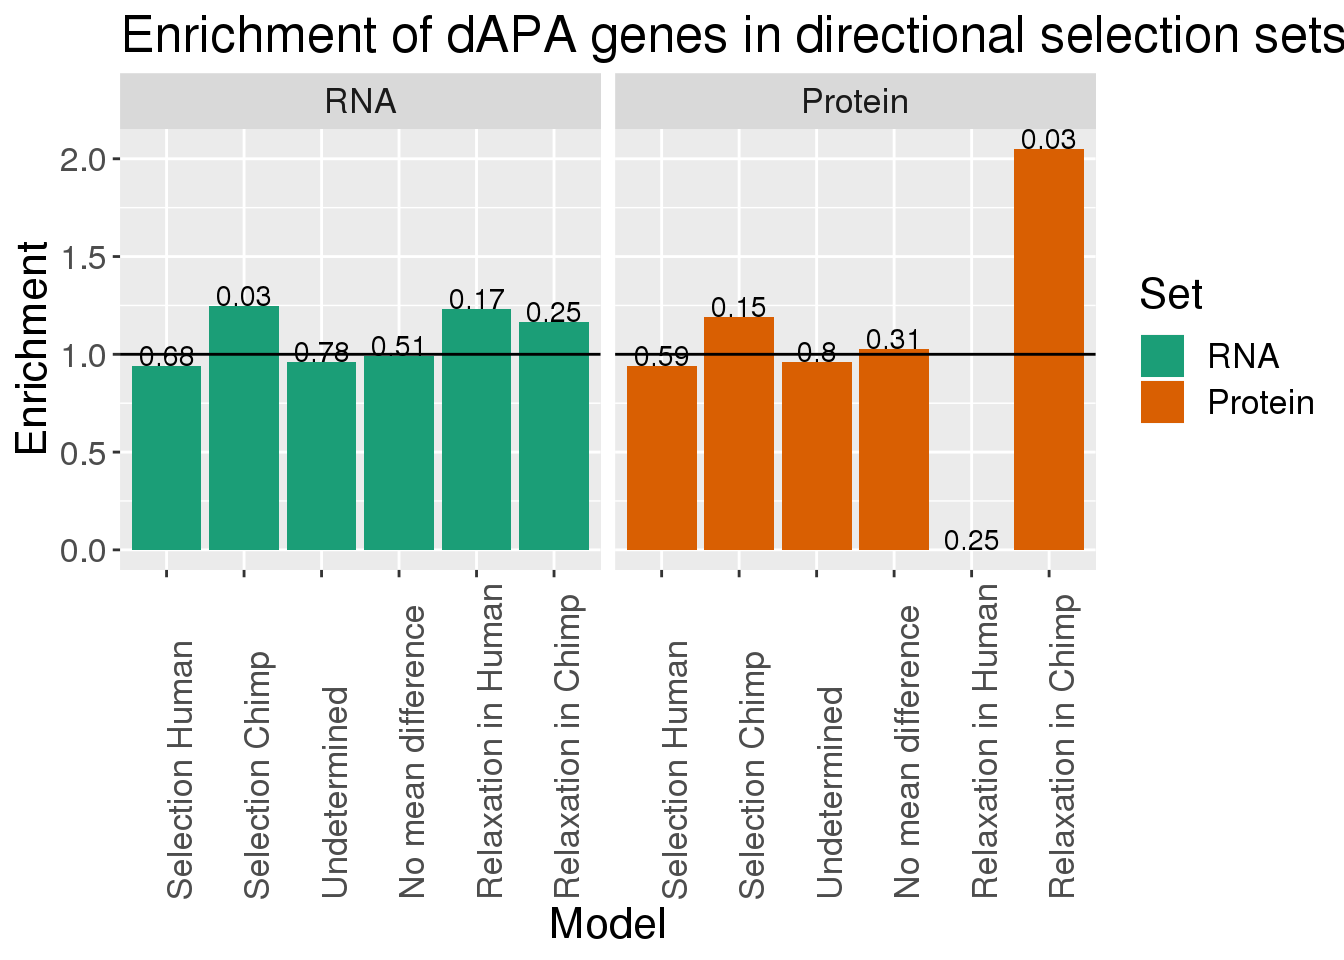 Enrichment of dAPA genes in directional selection sets
RNA
Protein
Enrichment
2.0
1.5
1.0
0.5
0.0
0.68
0.03
0.78
0.51
0.17
0.25
0.59
0.15
0.8
0.31
0.25
0.03
Selection Human
Selection Chimp
Undetermined
No mean difference
Relaxation in Human
Relaxation in Chimp
Selection Human
Selection Chimp
Undetermined
No mean difference
Relaxation in Human
Relaxation in Chimp
Model
Set
RNA
Protein